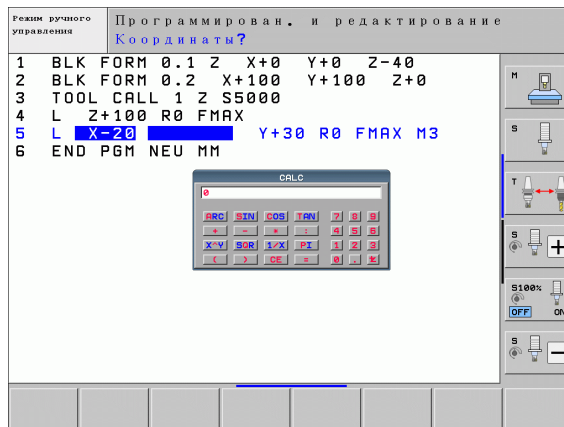 Режим ручного
управления
Программирован. и редактирование
Координаты?
1 BLK FORM 0.1 Z X+0 Y+0 Z-40
2 BLK FORM 0.2 X+100 Y+100 Z+0
3 TOOL CALL 1 Z S5000
4 L Z+100 R0 FMAX
5 L X-20 Y+30 R0 FMAX M3
6 END PGM NEU MM
CALC
0
ARC SIN COS TAN 7 8 9
+ - * : 4 5 6
X^Y SQR 1/X PI 1 2 3
( ) CE = 0 . ±
M
S
T
S
+
S100%
OFF ON
S
-